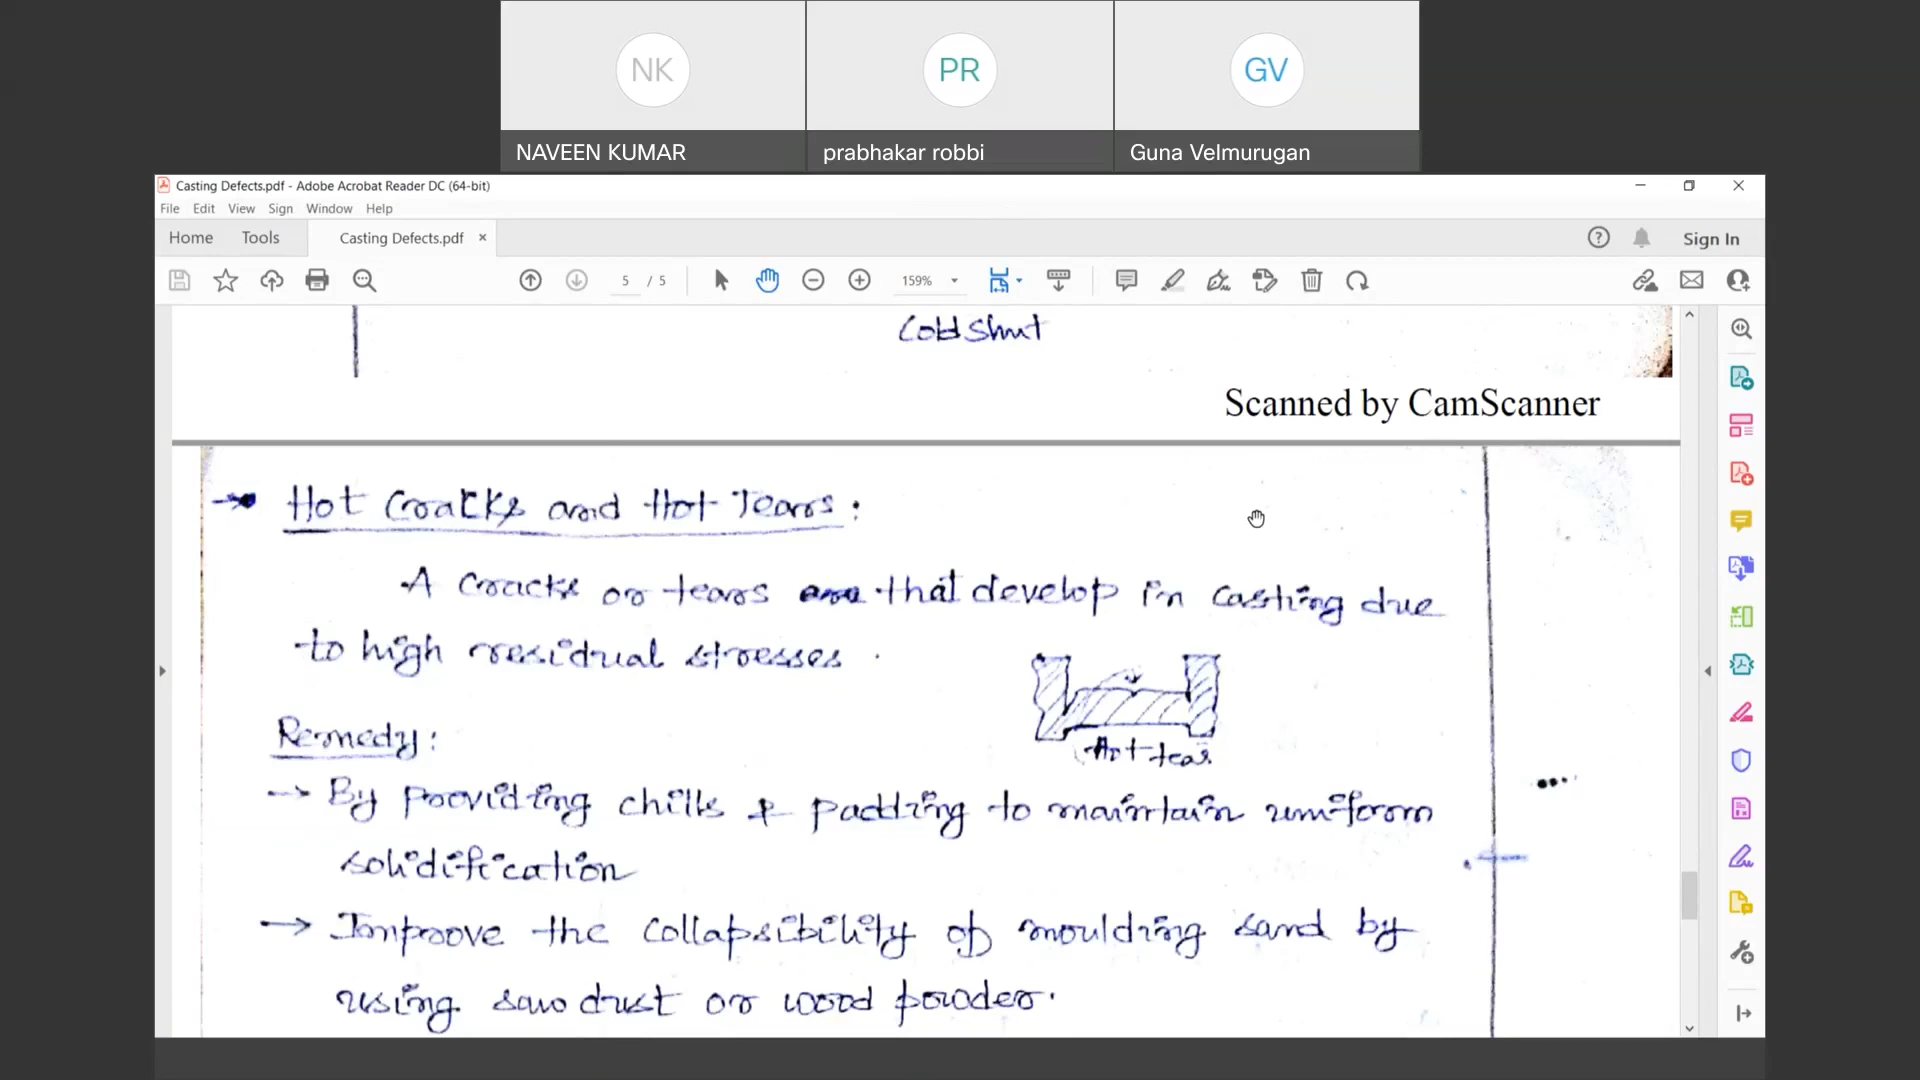 NK
PR
GV
NAVEEN KUMAR
prabhakar robbi
Guna Velmurugan
Casting Defects.pdf - Adobe Acrobat Reader DC (64-bit)
File Edit View Sign Window Help
Home Tools Casting Defects.pdf
Sign In
5 / 5
159%
Cold Shut
Scanned by CamScanner
Hot Cracks and Hot Tears :
A cracks or tears are that develop in casting due
to high residual stresses .
Hot tear
Remedy :
→ By providing chills & padding to maintain uniform
solidification
→ Improve the collapsibility of moulding sand by
using saw dust or wood powder.